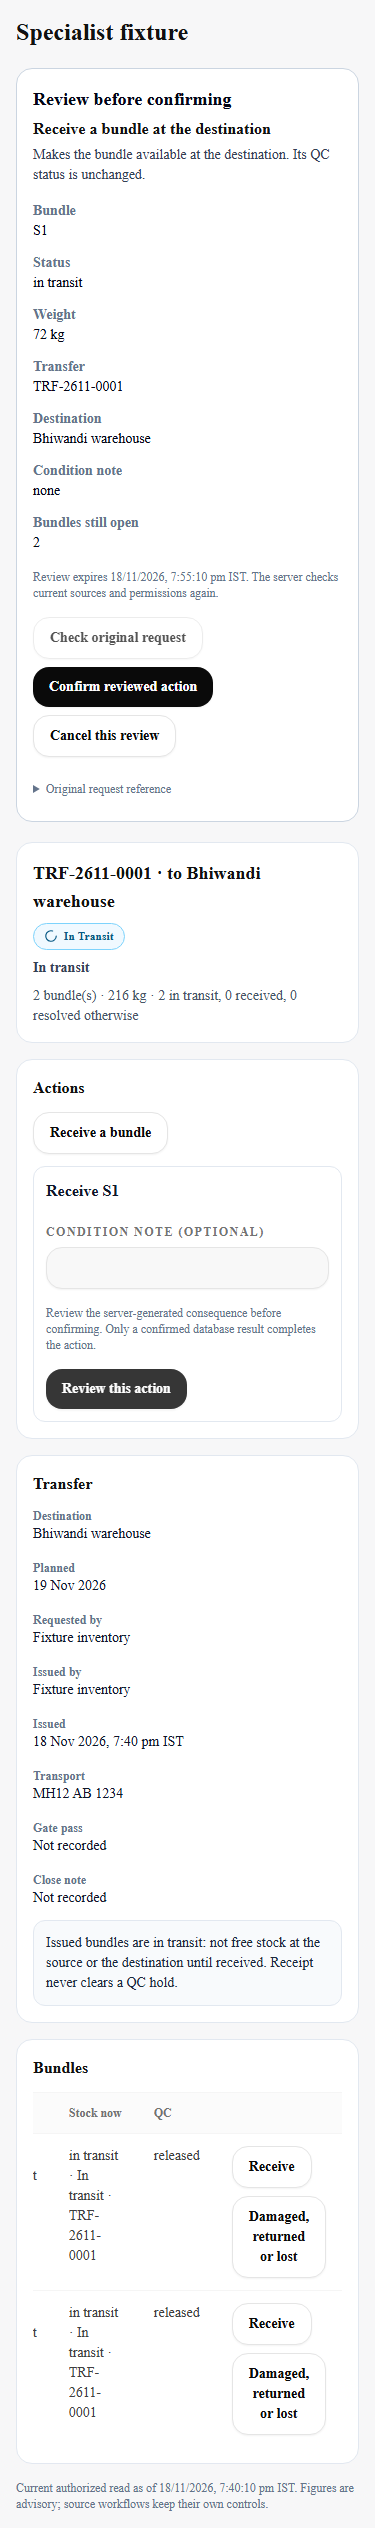 Specialist fixture
Review before confirming
Receive a bundle at the destination
Makes the bundle available at the destination. Its QC
status is unchanged.
Bundle
S1
Status
in transit
Weight
72 kg
Transfer
TRF-2611-0001
Destination
Bhiwandi warehouse
Condition note
none
Bundles still open
2
Review expires 18/11/2026, 7:55:10 pm IST. The server checks
current sources and permissions again.
Check original request
Confirm reviewed action
Cancel this review
Original request reference
TRF-2611-0001 · to Bhiwandi
warehouse
In Transit
In transit
2 bundle(s) · 216 kg · 2 in transit, 0 received, 0
resolved otherwise
Actions
Receive a bundle
Receive S1
CONDITION NOTE (OPTIONAL)
Review the server-generated consequence before
confirming. Only a confirmed database result completes
the action.
Review this action
Transfer
Destination
Bhiwandi warehouse
Planned
19 Nov 2026
Requested by
Fixture inventory
Issued by
Fixture inventory
Issued
18 Nov 2026, 7:40 pm IST
Transport
MH12 AB 1234
Gate pass
Not recorded
Close note
Not recorded
Issued bundles are in transit: not free stock at the
source or the destination until received. Receipt
never clears a QC hold.
Bundles
Stock now QC
in transit released Receive
t · In
transit · Damaged,
TRF- returned
2611- or lost
0001
in transit released Receive
t · In
transit · Damaged,
TRF- returned
2611- or lost
0001
Current authorized read as of 18/11/2026, 7:40:10 pm IST. Figures are
advisory; source workflows keep their own controls.